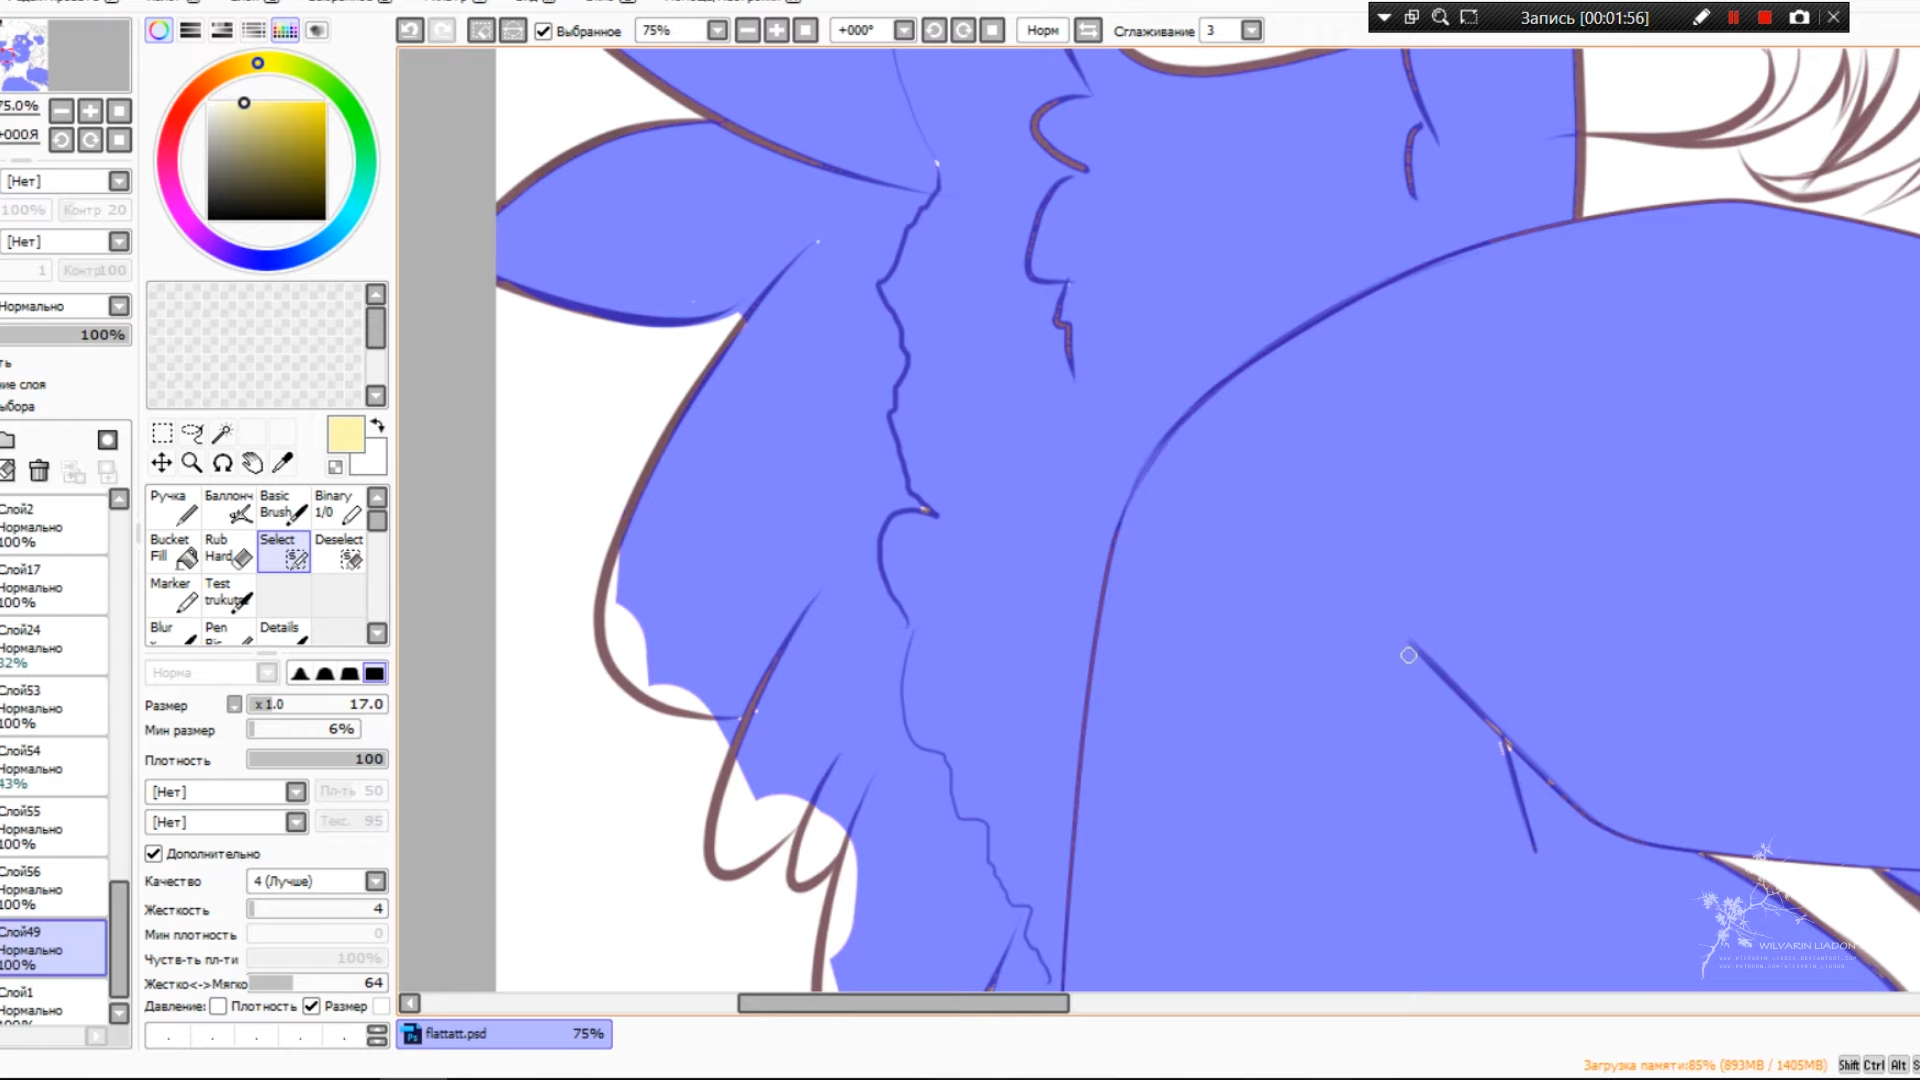 Выбранное
75%
+000°
Норм
Сглаживание
3
Запись [00:01:56]
75.0%
+000Я
[Нет]
100%
Контр 20
[Нет]
1
Контр100
Нормально
100%
ть
ние слоя
ыбора
Слой2
Нормально
100%
Слой17
Нормально
100%
Слой24
Нормально
32%
Слой53
Нормально
100%
Слой54
Нормально
43%
Слой55
Нормально
100%
Слой56
Нормально
100%
Слой49
Нормально
100%
Слой1
Нормально
100%
Ручка
Баллонч
Basic
Brush
Binary
1/0
Bucket
Fill
Rub
Hard
Select
Deselect
Marker
Test
trukut
Blur
Pen
Details
Норма
Размер
x 1.0
17.0
Мин размер
6%
Плотность
100
[Нет]
Пл-ть 50
[Нет]
Текс. 95
Дополнительно
Качество
4 (Лучше)
Жесткость
4
Мин плотность
0
Чуств-ть пл-ти
100%
Жестко<->Мягко
64
Давление:
Плотность
Размер
flattatt.psd
75%
WILVARIN LIADON
Загрузка памяти:85% (893MB / 1405MB)
Shift Ctrl Alt S